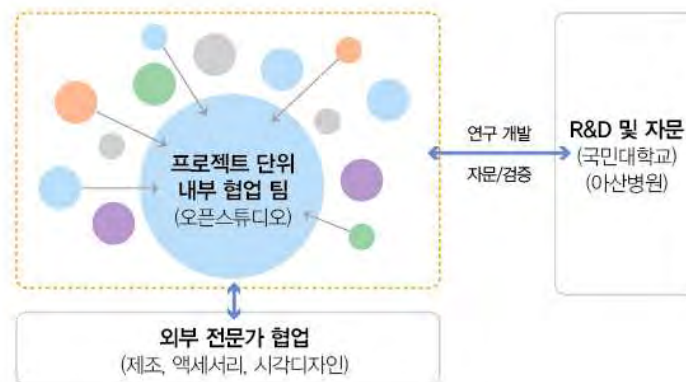 프로젝트 단위
내부 협업 팀
(오픈스튜디오)
연구 개발
자문/검증
R&D 및 자문
(국민대학교)
(아산병원)
외부 전문가 협업
(제조, 액세서리, 시각디자인)